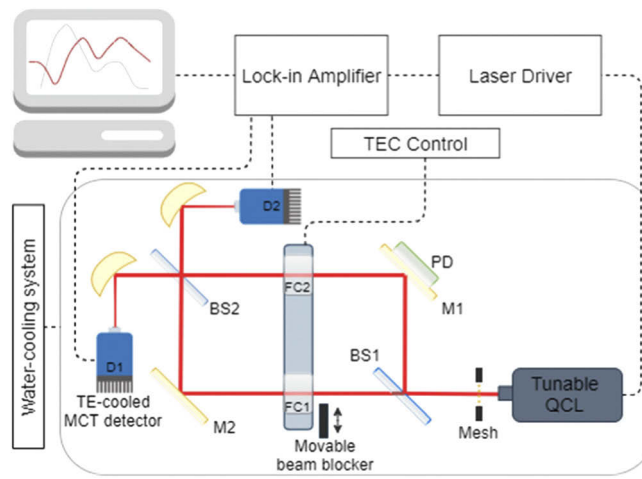 Lock-in Amplifier
Laser Driver
TEC Control
Water-cooling system
D2
PD
M1
FC2
BS2
BS1
D1
TE-cooled
MCT detector
M2
FC1
Movable
beam blocker
Mesh
Tunable
QCL